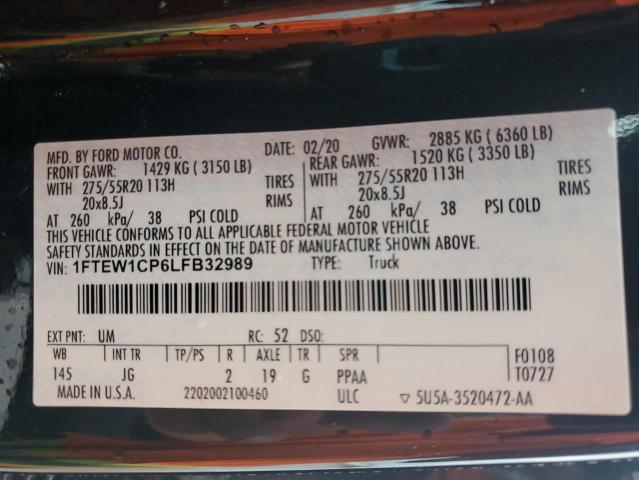 MFD. BY FORD MOTOR CO. DATE: 02/20 GVWR: 2885 KG ( 6360 LB)
FRONT GAWR: 1429 KG ( 3150 LB) REAR GAWR: 1520 KG ( 3350 LB)
WITH 275/55R20 113H TIRES WITH 275/55R20 113H TIRES
20x8.5J RIMS 20x8.5J RIMS
AT 260 kPa/ 38 PSI COLD AT 260 kPa/ 38 PSI COLD
THIS VEHICLE CONFORMS TO ALL APPLICABLE FEDERAL MOTOR VEHICLE
SAFETY STANDARDS IN EFFECT ON THE DATE OF MANUFACTURE SHOWN ABOVE.
VIN: 1FTEW1CP6LFB32989 TYPE: Truck
EXT PNT: UM RC: 52 DSO:
WB INT TR TP/PS R AXLE TR SPR F0108
145 JG 2 19 G PPAA T0727
MADE IN U.S.A. 2202002100460 ULC ▽ 5U5A-3520472-AA